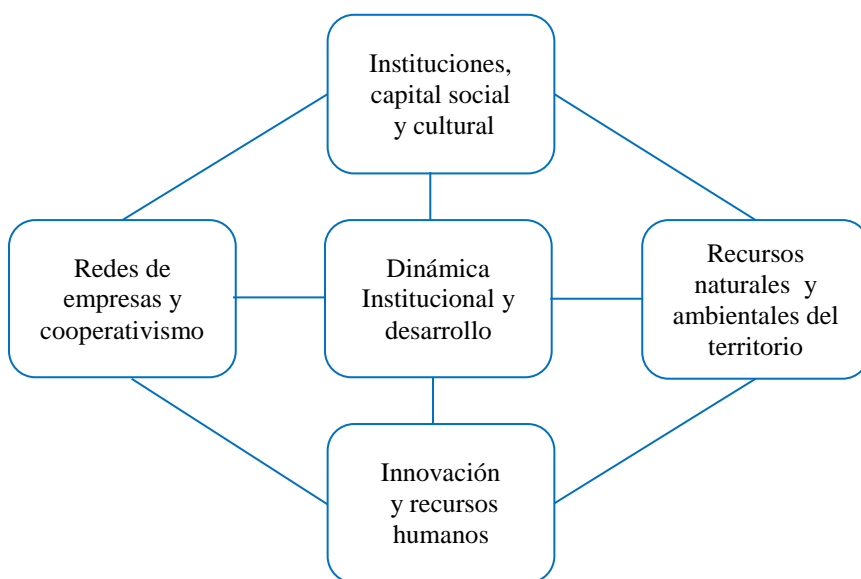 Instituciones,
capital social
y cultural
Redes de
empresas y
cooperativismo
Dinámica
Institucional y
desarrollo
Recursos
naturales y
ambientales del
territorio
Innovación
y recursos
humanos